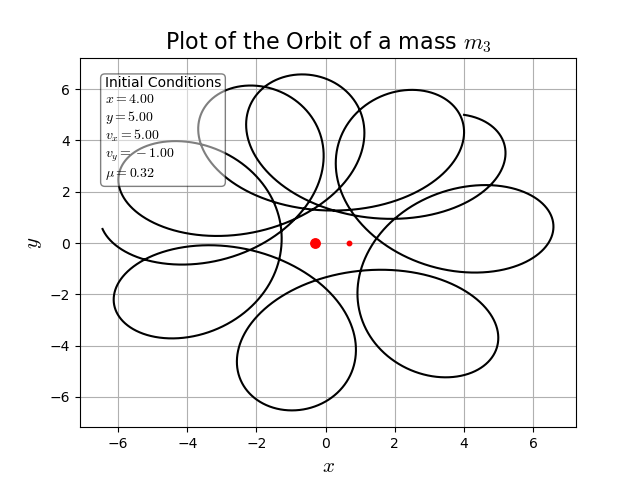 Plot of the Orbit of a mass m₃
Initial Conditions
x = 4.00
y = 5.00
vₓ = 5.00
v_y = −1.00
μ = 0.32
6
4
2
0
−2
−4
−6
y
−6 −4 −2 0 2 4 6
x